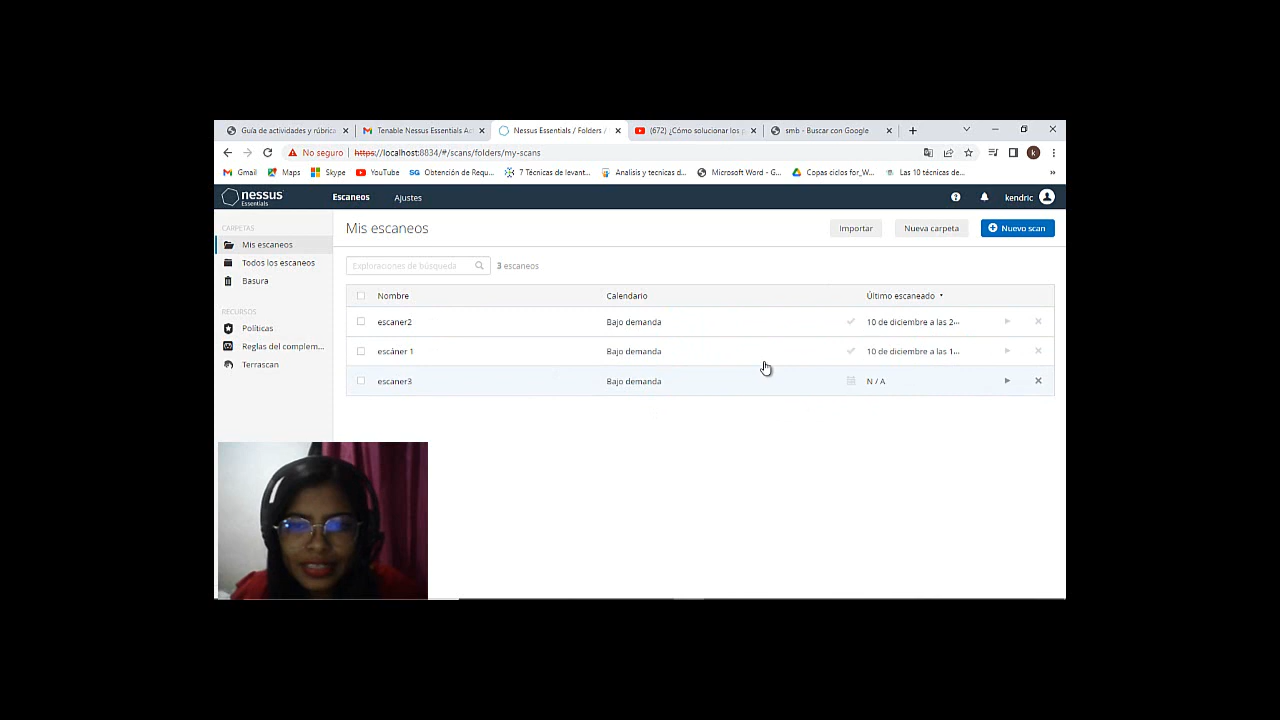 Guía de actividades y rúbrica
Tenable Nessus Essentials Ac
Nessus Essentials / Folders /
(672) ¿Cómo solucionar los p
smb - Buscar con Google
No seguro https://localhost:8834/#/scans/folders/my-scans
k
Gmail Maps Skype YouTube Obtención de Requ... 7 Técnicas de levant... Analisis y tecnicas d... Microsoft Word - G... Copas ciclos for_W... Las 10 técnicas de...
nessus Essentials Escaneos Ajustes kendric
CARPETAS
Mis escaneos
Todos los escaneos
Basura
RECURSOS
Políticas
Reglas del complem...
Terrascan
Mis escaneos Importar Nueva carpeta Nuevo scan
Exploraciones de búsqueda 3 escaneos
Nombre Calendario Último escaneado
escaner2 Bajo demanda 10 de diciembre a las 2...
escáner 1 Bajo demanda 10 de diciembre a las 1...
escaner3 Bajo demanda N / A